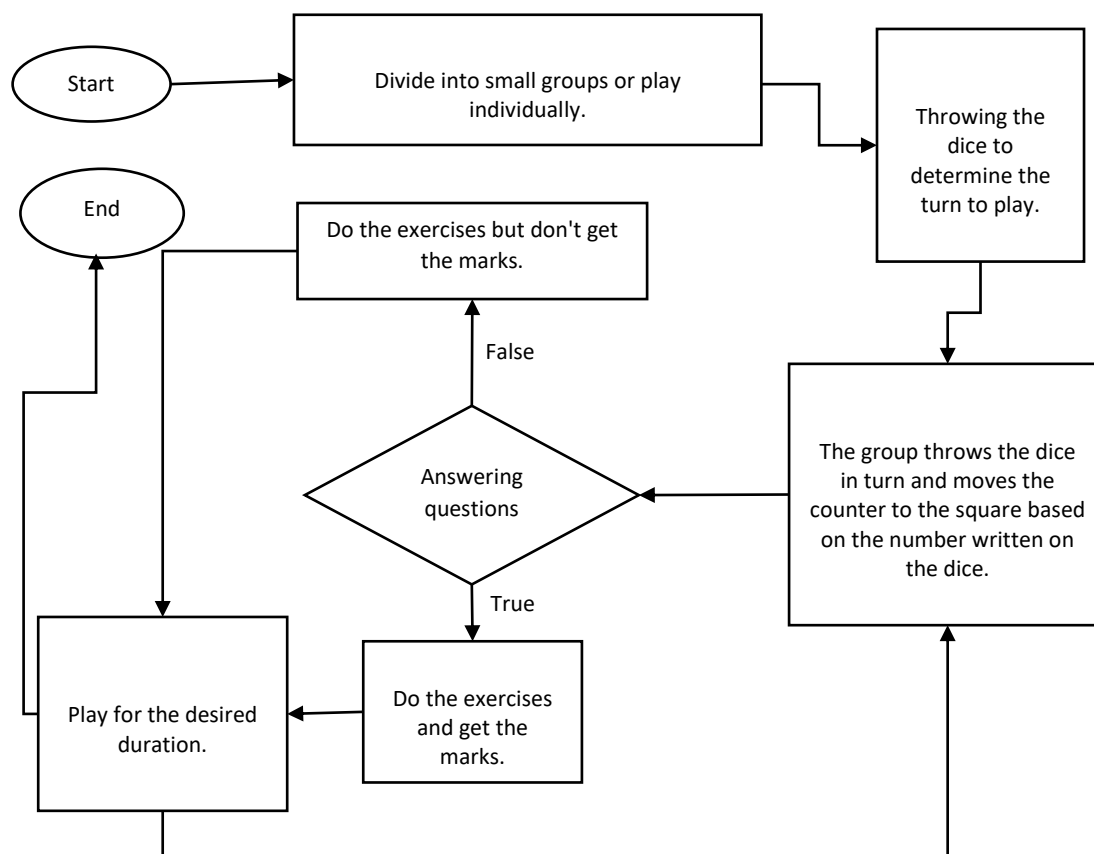 Start
Divide into small groups or play
individually.
Throwing the
dice to
determine the
turn to play.
End
Do the exercises but don't get
the marks.
False
The group throws the dice
in turn and moves the
counter to the square based
on the number written on
the dice.
Answering
questions
True
Do the exercises
and get the
marks.
Play for the desired
duration.